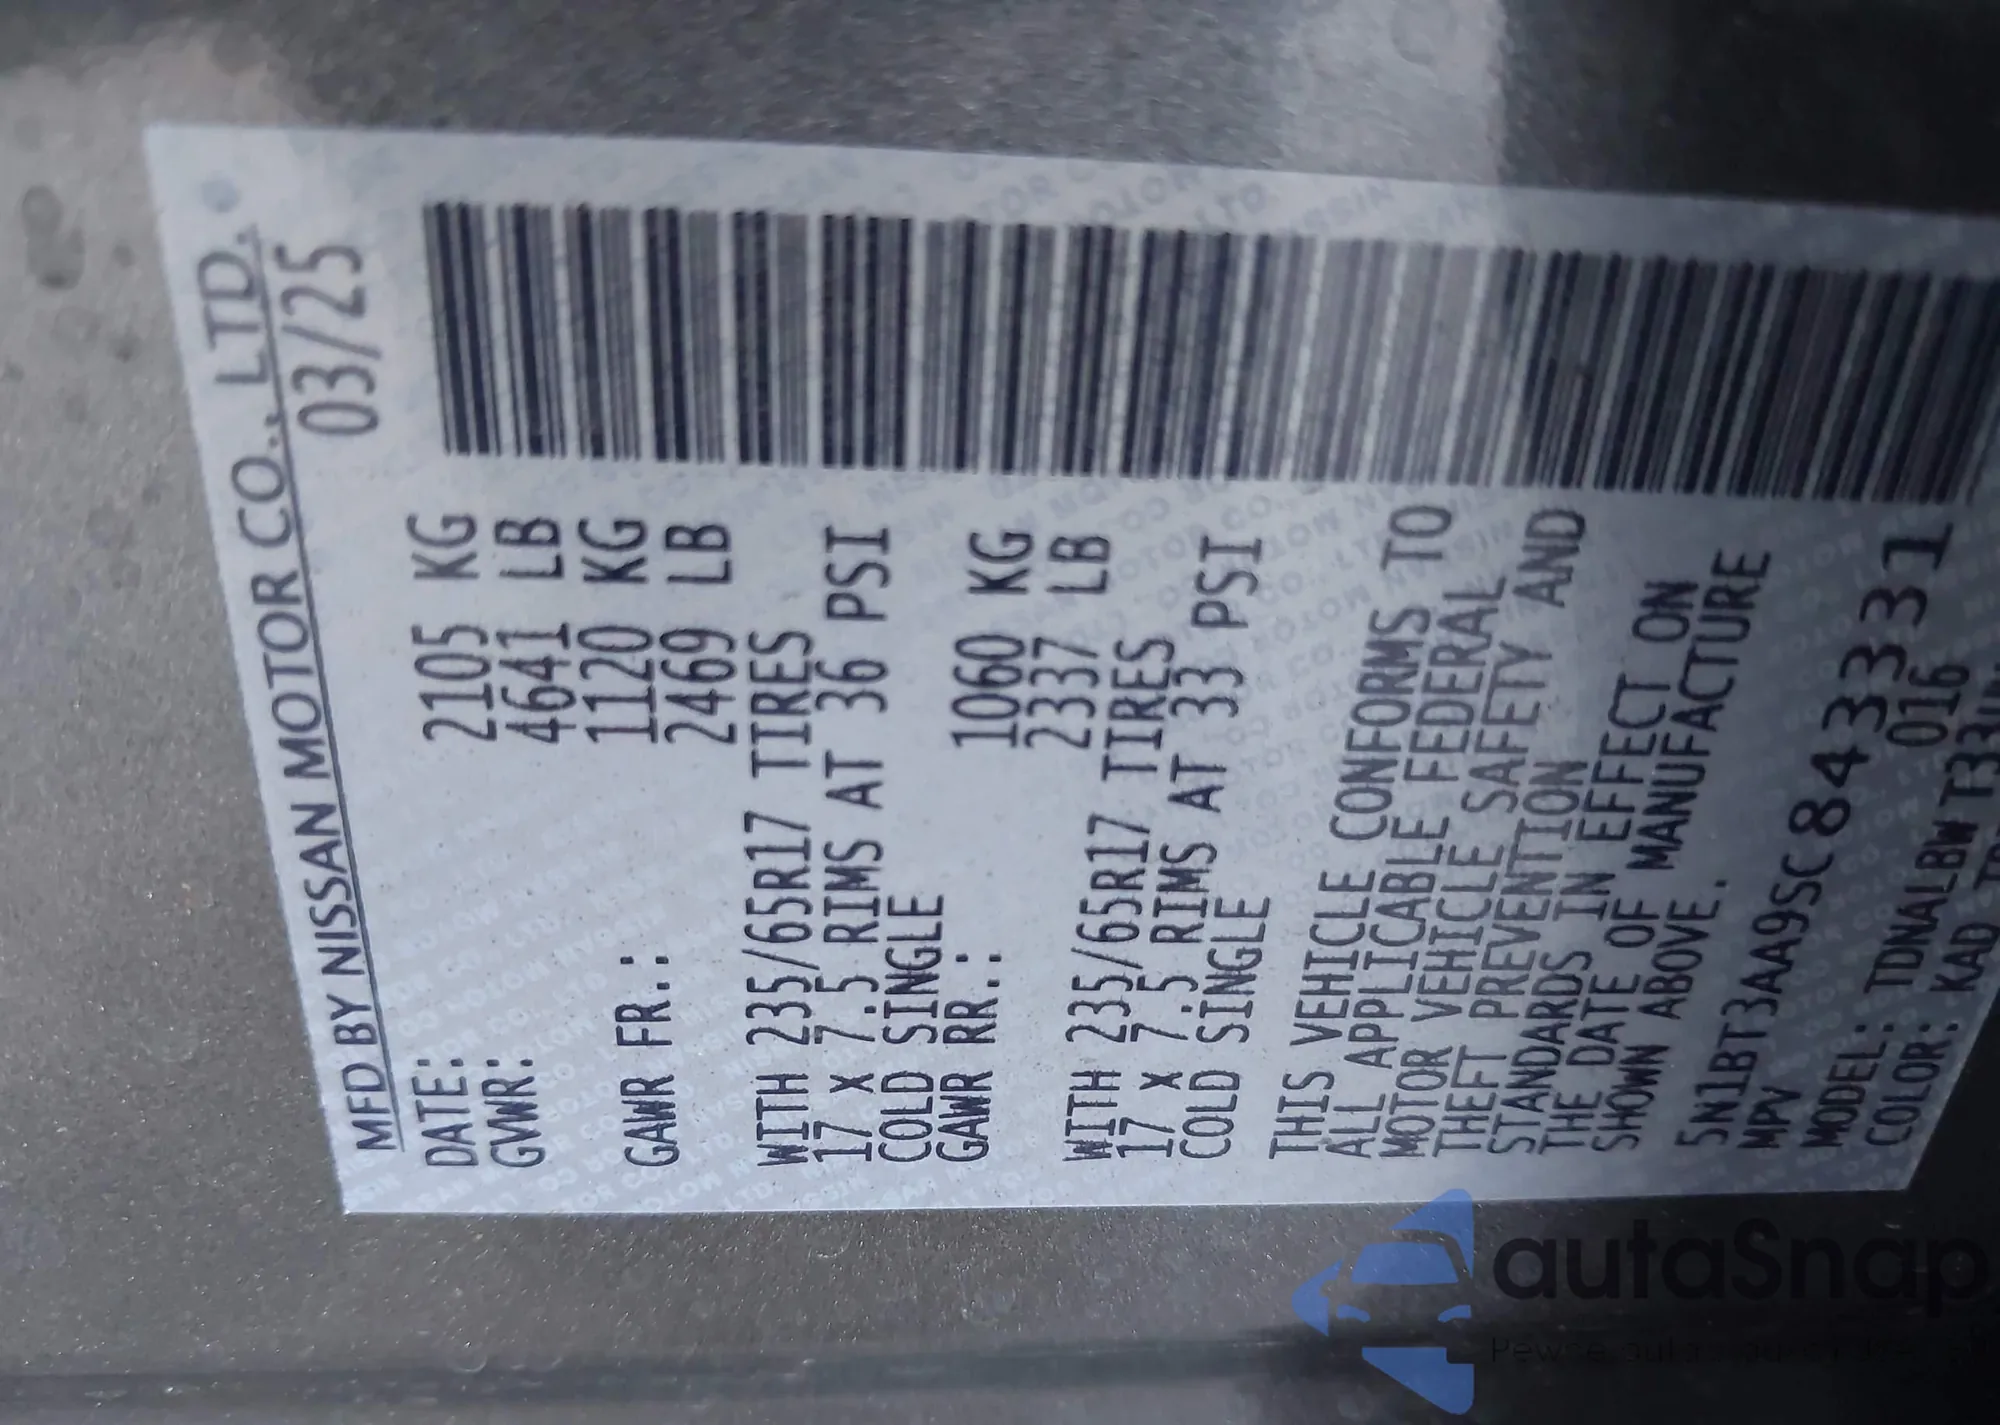 MFD BY NISSAN MOTOR CO., LTD.
DATE: 03/25
GVWR: 2105 KG
4641 LB
GAWR FR.: 1120 KG
2469 LB
WITH 235/65R17 TIRES
17 X 7.5 RIMS AT 36 PSI
COLD SINGLE
GAWR RR.: 1060 KG
2337 LB
WITH 235/65R17 TIRES
17 X 7.5 RIMS AT 33 PSI
COLD SINGLE
THIS VEHICLE CONFORMS TO
ALL APPLICABLE FEDERAL
MOTOR VEHICLE SAFETY AND
THEFT PREVENTION
STANDARDS IN EFFECT ON
THE DATE OF MANUFACTURE
SHOWN ABOVE.
5N1BT3AA9SC843331
MPV 016
MODEL: TDNALBW T33U
COLOR: KAD
autaSnap